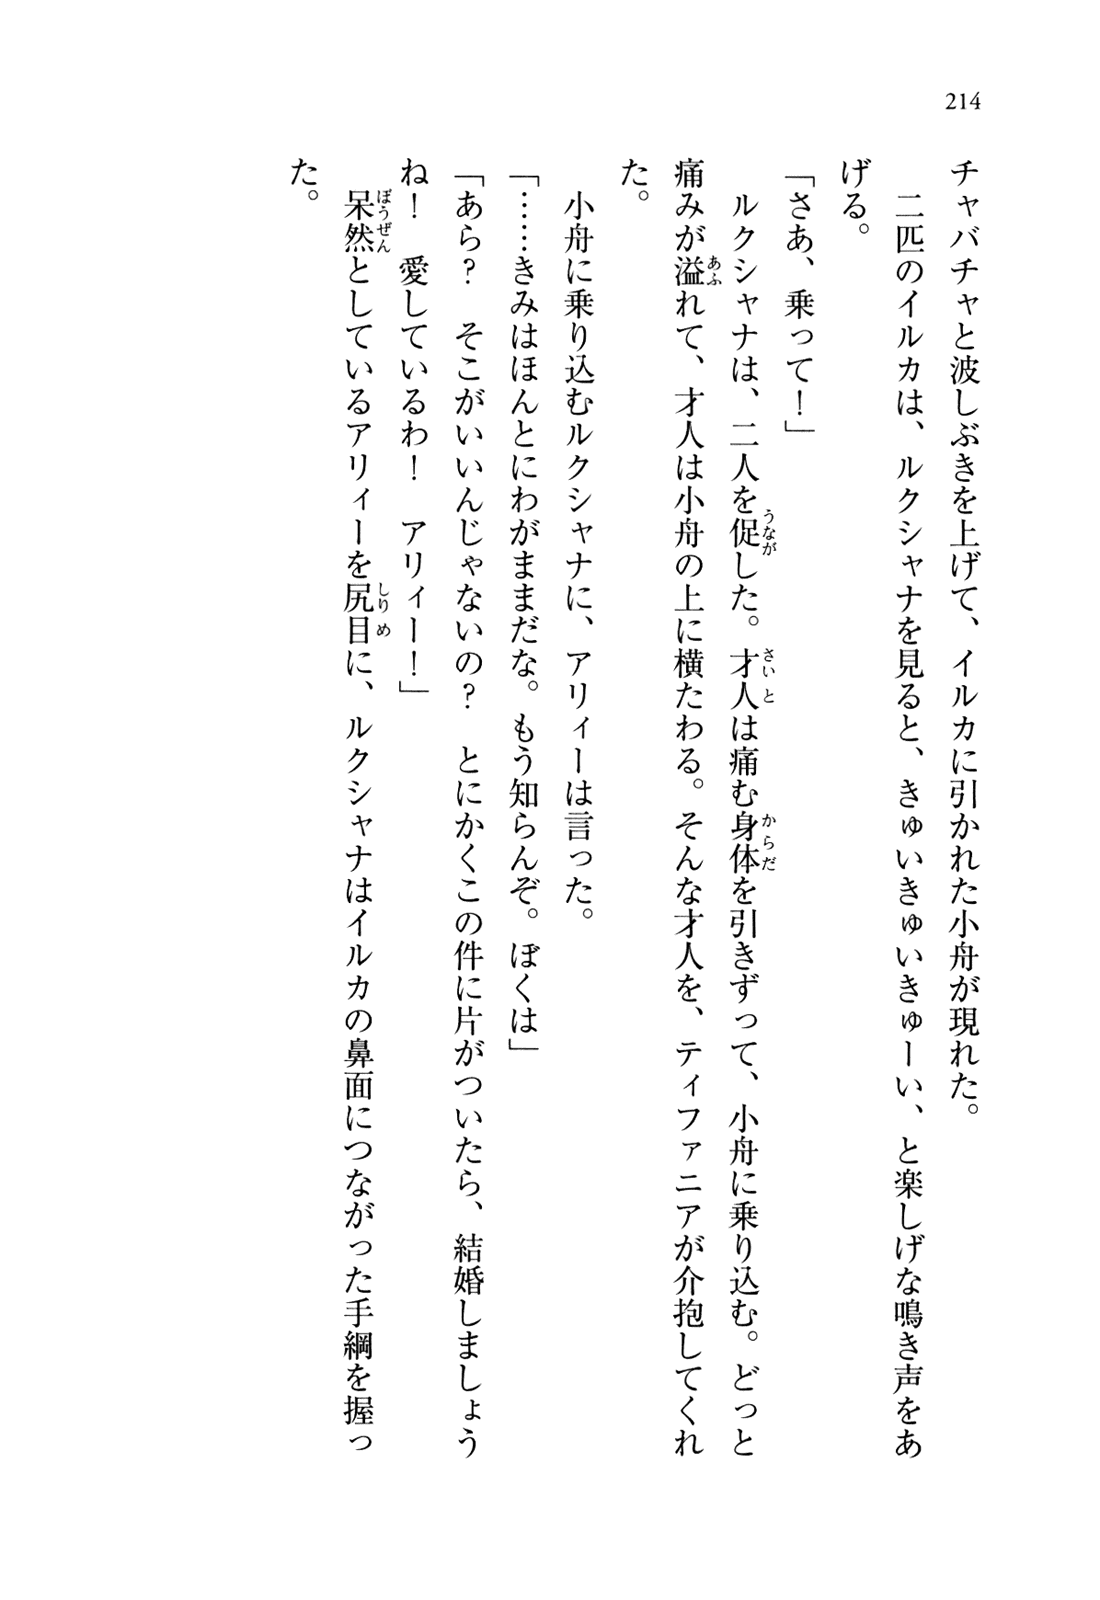 214
チャバチャと波しぶきを上げて、イルカに引かれた小舟が現れた。
　二匹のイルカは、ルクシャナを見ると、きゅいきゅいきゅーい、と楽しげな鳴き声をあ
げる。
「さあ、乗って！」
　ルクシャナは、二人を促した。才人は痛む身体を引きずって、小舟に乗り込む。どっと
痛みが溢れて、才人は小舟の上に横たわる。そんな才人を、ティファニアが介抱してくれ
た。
　小舟に乗り込むルクシャナに、アリィーは言った。
「……きみはほんとにわがままだな。もう知らんぞ。ぼくは」
「あら？　そこがいいんじゃないの？　とにかくこの件に片がついたら、結婚しましょう
ね！　愛しているわ！　アリィー！」
　呆然としているアリィーを尻目に、ルクシャナはイルカの鼻面につながった手綱を握っ
た。